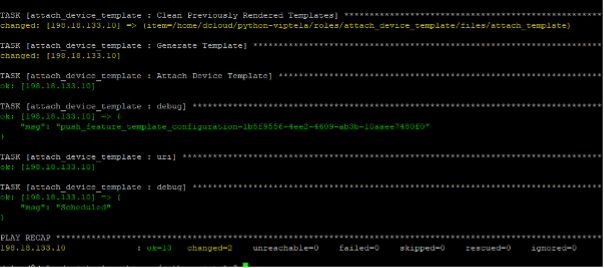 TASK [attach_device_template : Clean Previously Rendered Templates] **************************************************
changed: [198.18.133.10] => (item=/home/dcloud/python-viptela/roles/attach_device_template/files/attach_template)
TASK [attach_device_template : Generate Template] ********************************************************************
changed: [198.18.133.10]
TASK [attach_device_template : Attach Device Template] ***************************************************************
ok: [198.18.133.10]
TASK [attach_device_template : debug] ********************************************************************************
ok: [198.18.133.10] => {
"msg": "push_feature_template_configuration-1b5f9556-4ee2-4609-ab3b-10aaee7480f0"
}
TASK [attach_device_template : uri] **********************************************************************************
ok: [198.18.133.10]
TASK [attach_device_template : debug] ********************************************************************************
ok: [198.18.133.10] => {
"msg": "Scheduled"
}
PLAY RECAP ***********************************************************************************************************
198.18.133.10 : ok=13 changed=2 unreachable=0 failed=0 skipped=0 rescued=0 ignored=0